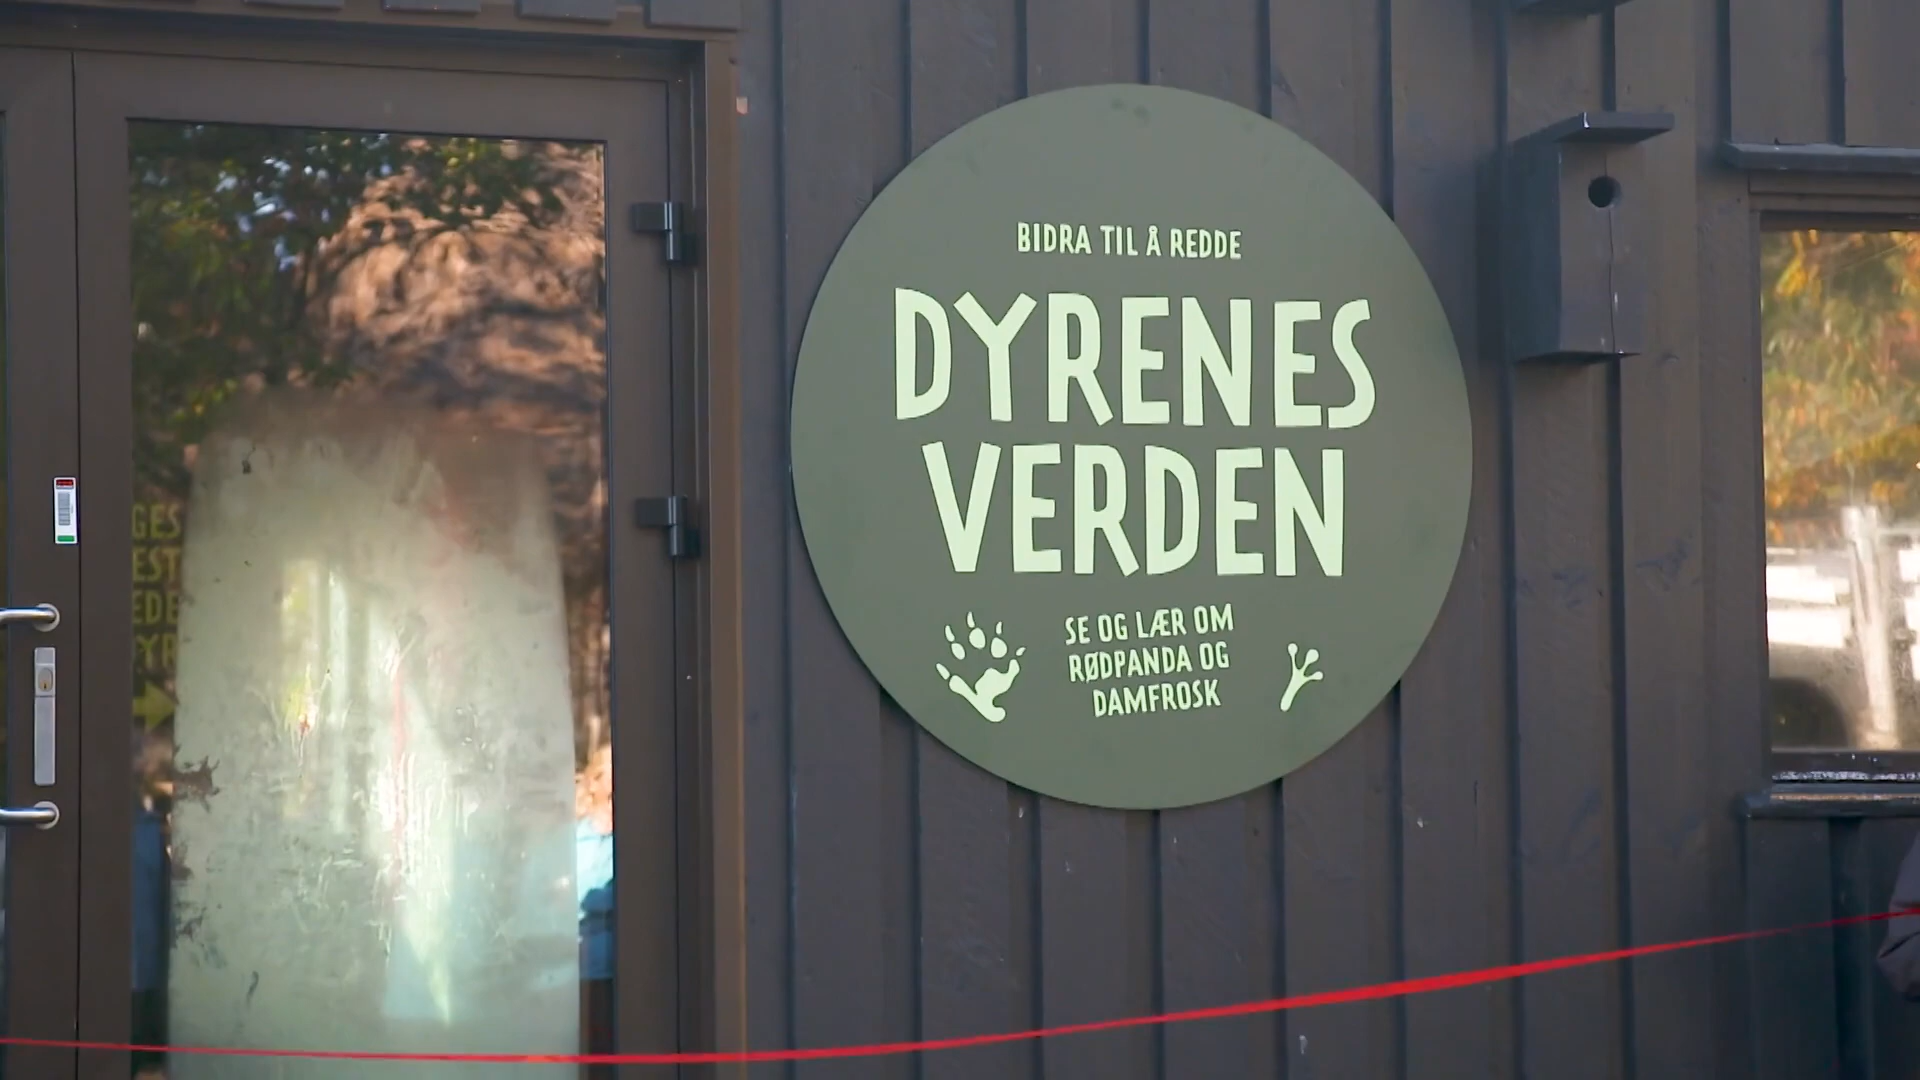 BIDRA TIL Å REDDE
DYRENES
VERDEN
SE OG LÆR OM
RØDPANDA OG
DAMFROSK